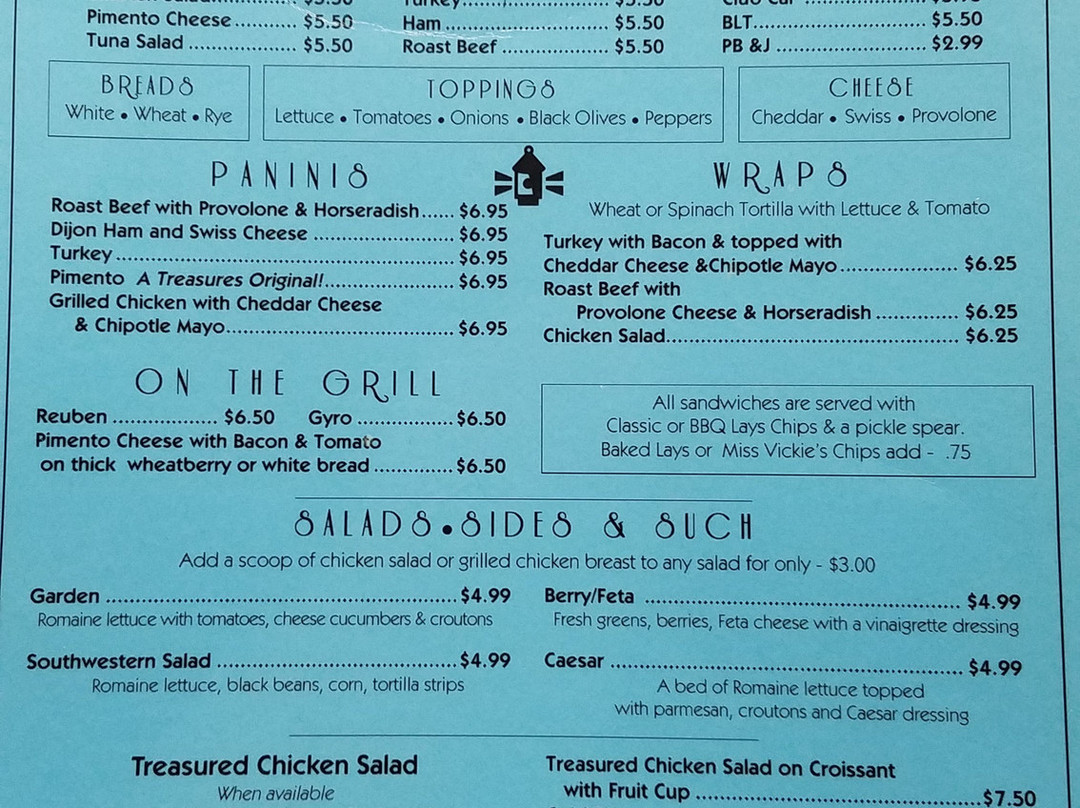 Pimento Cheese.............. $5.50
Tuna Salad .................. $5.50
Turkey.......................... $5.50
Ham............................. $5.50
Roast Beef .................. $5.50
BLT............................... $5.50
PB &J .......................... $2.99
BREADS
White • Wheat • Rye
TOPPINGS
Lettuce • Tomatoes • Onions • Black Olives • Peppers
CHEESE
Cheddar • Swiss • Provolone
PANINIS
Roast Beef with Provolone & Horseradish...... $6.95
Dijon Ham and Swiss Cheese ........................ $6.95
Turkey.......................................................... $6.95
Pimento A Treasures Original!...................... $6.95
Grilled Chicken with Cheddar Cheese
& Chipotle Mayo....................................... $6.95
WRAPS
Wheat or Spinach Tortilla with Lettuce & Tomato
Turkey with Bacon & topped with
Cheddar Cheese &Chipotle Mayo.................... $6.25
Roast Beef with
Provolone Cheese & Horseradish .............. $6.25
Chicken Salad.................................................. $6.25
ON THE GRILL
Reuben .................. $6.50 Gyro ................ $6.50
Pimento Cheese with Bacon & Tomato
on thick wheatberry or white bread ............. $6.50
All sandwiches are served with
Classic or BBQ Lays Chips & a pickle spear.
Baked Lays or Miss Vickie's Chips add - .75
SALADS•SIDES & SUCH
Add a scoop of chicken salad or grilled chicken breast to any salad for only - $3.00
Garden ............................................................ $4.99
Romaine lettuce with tomatoes, cheese cucumbers & croutons
Berry/Feta ...................................................... $4.99
Fresh greens, berries, Feta cheese with a vinaigrette dressing
Southwestern Salad ......................................... $4.99
Romaine lettuce, black beans, corn, tortilla strips
Caesar ............................................................ $4.99
A bed of Romaine lettuce topped
with parmesan, croutons and Caesar dressing
Treasured Chicken Salad
When available
Treasured Chicken Salad on Croissant
with Fruit Cup ................................................ $7.50